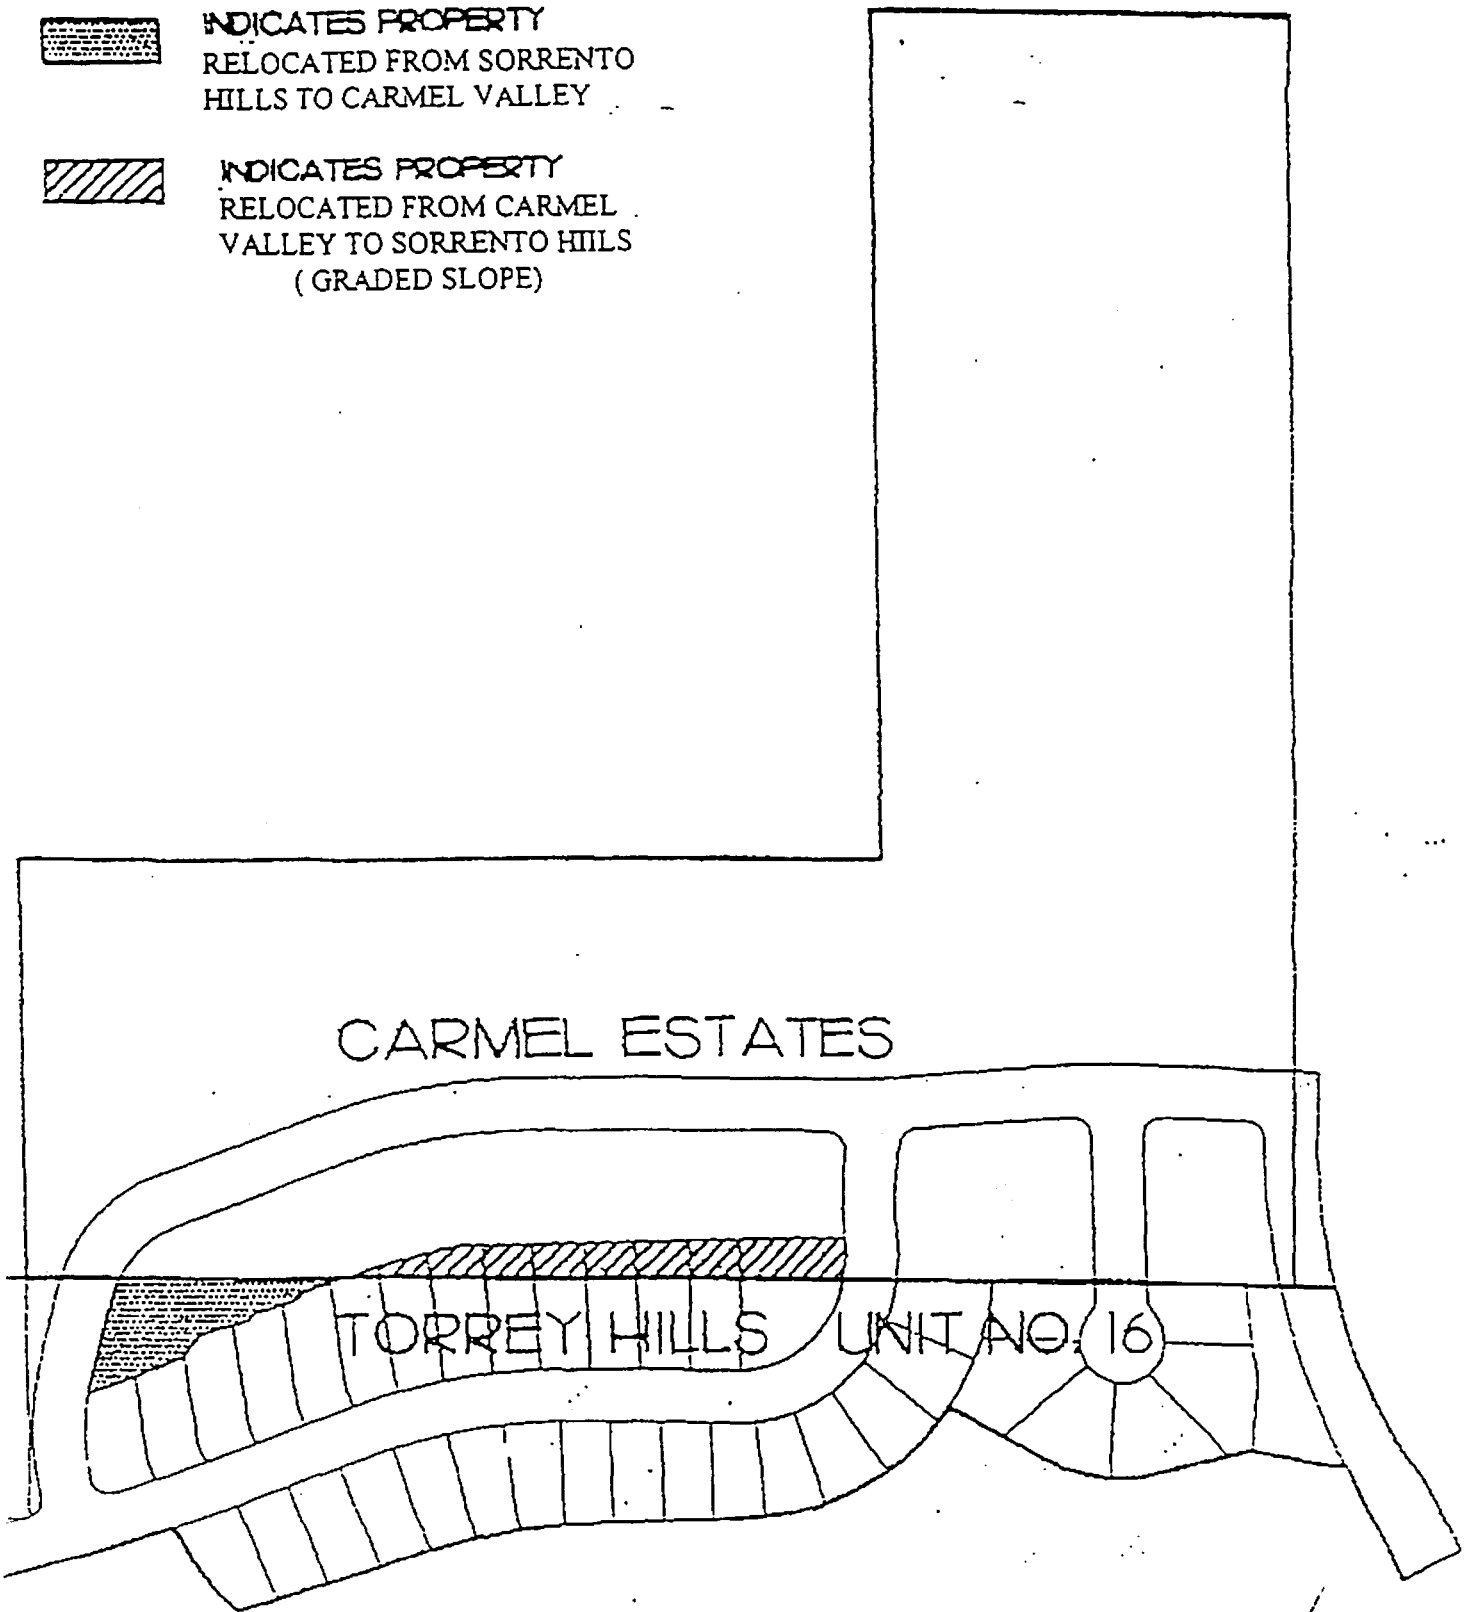 INDICATES PROPERTY
RELOCATED FROM SORRENTO
HILLS TO CARMEL VALLEY
INDICATES PROPERTY
RELOCATED FROM CARMEL
VALLEY TO SORRENTO HIILS
( GRADED SLOPE)
CARMEL ESTATES
TORREY HILLS UNIT NO. 16